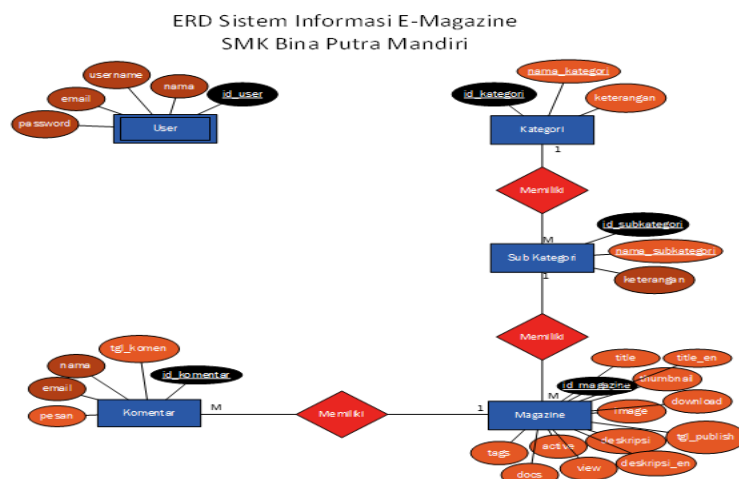 ERD Sistem Informasi E-Magazine
SMK Bina Putra Mandiri
username
nama
id_user
email
password
User
nama_kategori
id_kategori
keterangan
Kategori
1
Memiliki
id_subkategori
M
nama_subkategori
Sub Kategori
keterangan
1
Memiliki
tgl_komen
nama
id_komentar
email
pesan
Komentar
M
Memiliki
1
title
title_en
id_magazine
thumbnail
M
image
download
Magazine
tgl_publish
tags
active
deskripsi
docs
view
deskripsi_en